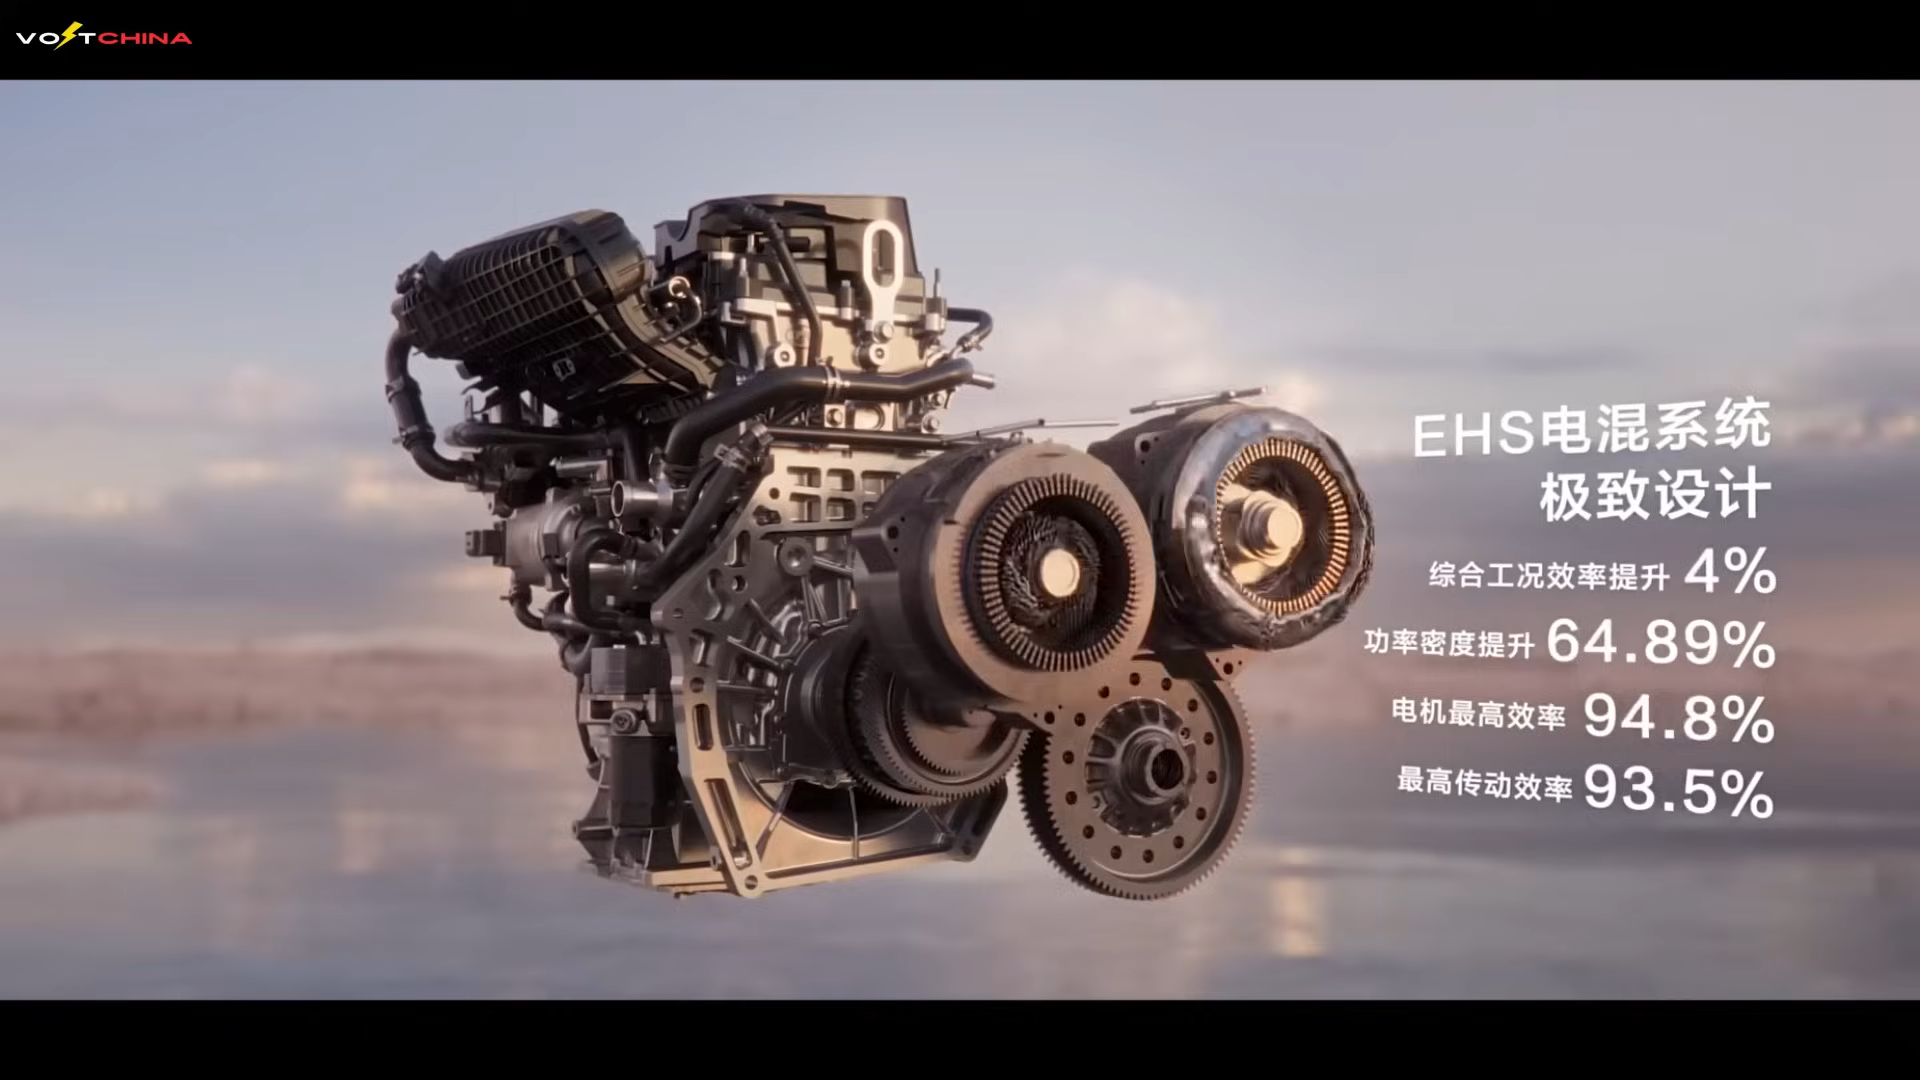 VOLTCHINA
EHS电混系统
极致设计
综合工况效率提升 4%
功率密度提升 64.89%
电机最高效率 94.8%
最高传动效率 93.5%